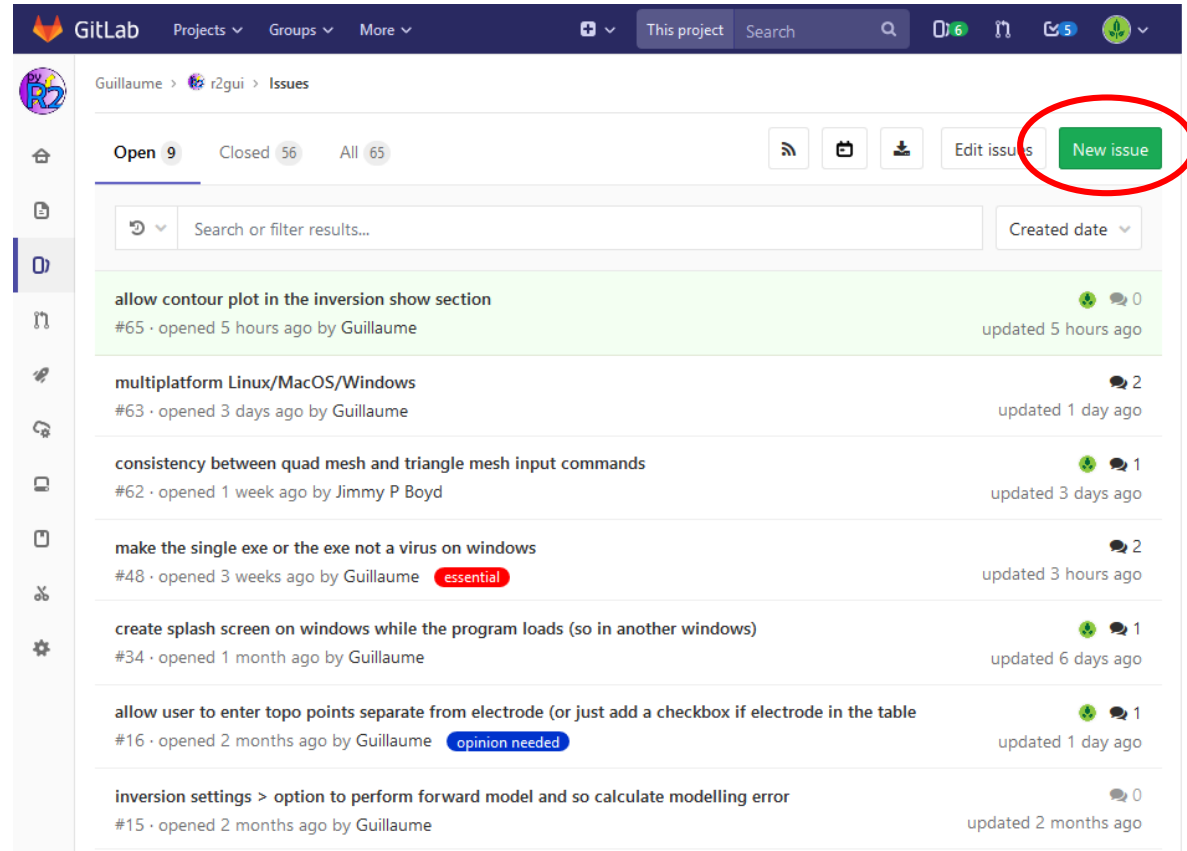 GitLab Projects Groups More This project Search 6 5
py R2
Guillaume > r2gui > Issues
Open 9 Closed 56 All 65 Edit issues New issue
Search or filter results... Created date
allow contour plot in the inversion show section 0
#65 · opened 5 hours ago by Guillaume updated 5 hours ago
multiplatform Linux/MacOS/Windows 2
#63 · opened 3 days ago by Guillaume updated 1 day ago
consistency between quad mesh and triangle mesh input commands 1
#62 · opened 1 week ago by Jimmy P Boyd updated 3 days ago
make the single exe or the exe not a virus on windows 2
#48 · opened 3 weeks ago by Guillaume essential updated 3 hours ago
create splash screen on windows while the program loads (so in another windows) 1
#34 · opened 1 month ago by Guillaume updated 6 days ago
allow user to enter topo points separate from electrode (or just add a checkbox if electrode in the table 1
#16 · opened 2 months ago by Guillaume opinion needed updated 1 day ago
inversion settings > option to perform forward model and so calculate modelling error 0
#15 · opened 2 months ago by Guillaume updated 2 months ago